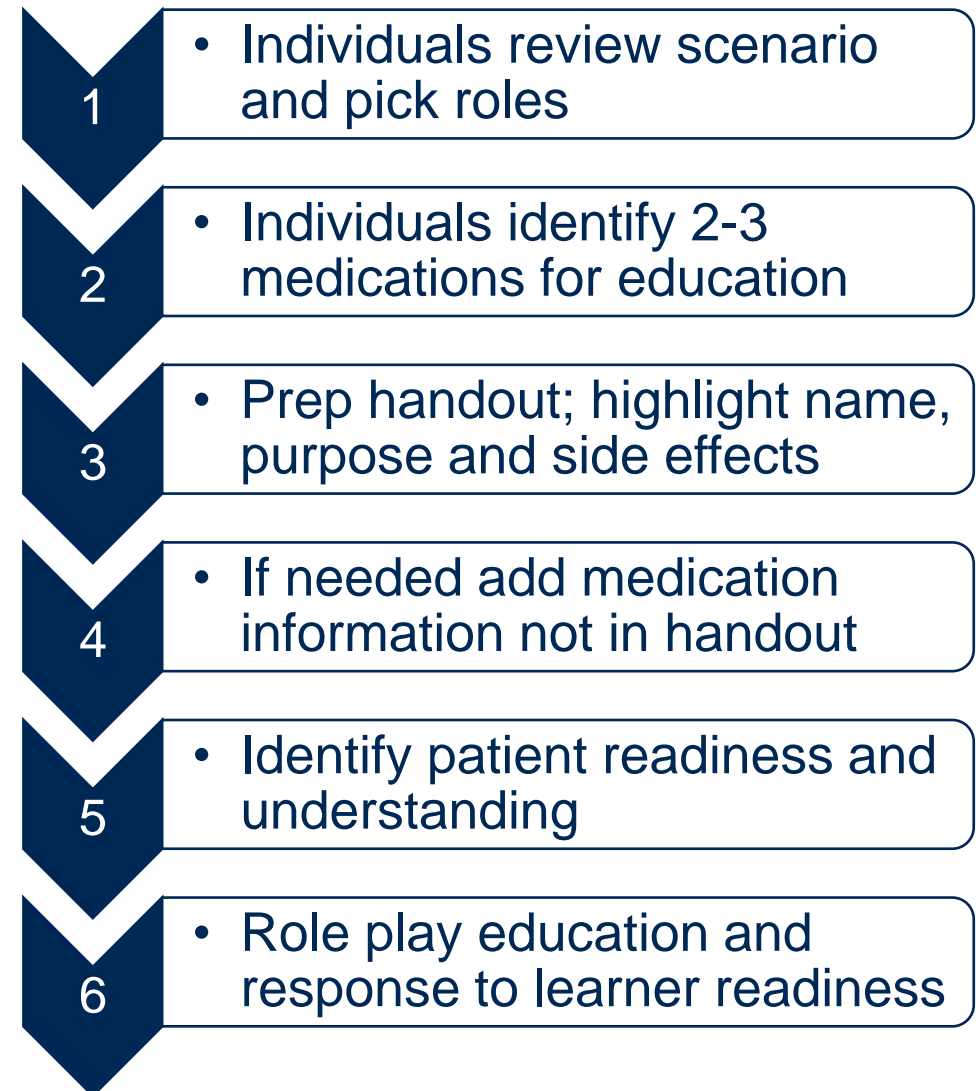 1
• Individuals review scenario
and pick roles
2
• Individuals identify 2-3
medications for education
3
• Prep handout; highlight name,
purpose and side effects
4
• If needed add medication
information not in handout
5
• Identify patient readiness and
understanding
6
• Role play education and
response to learner readiness